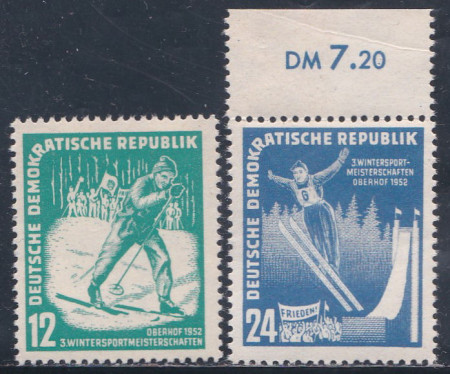 DEUTSCHE DEMOKRATISCHE REPUBLIK
12
OBERHOF 1952
3.WINTERSPORTMEISTERSCHAFTEN
DM 7.20
DEUTSCHE DEMOKRATISCHE REPUBLIK
3.WINTERSPORT-
MEISTERSCHAFTEN
OBERHOF 1952
6
FRIEDEN!
24